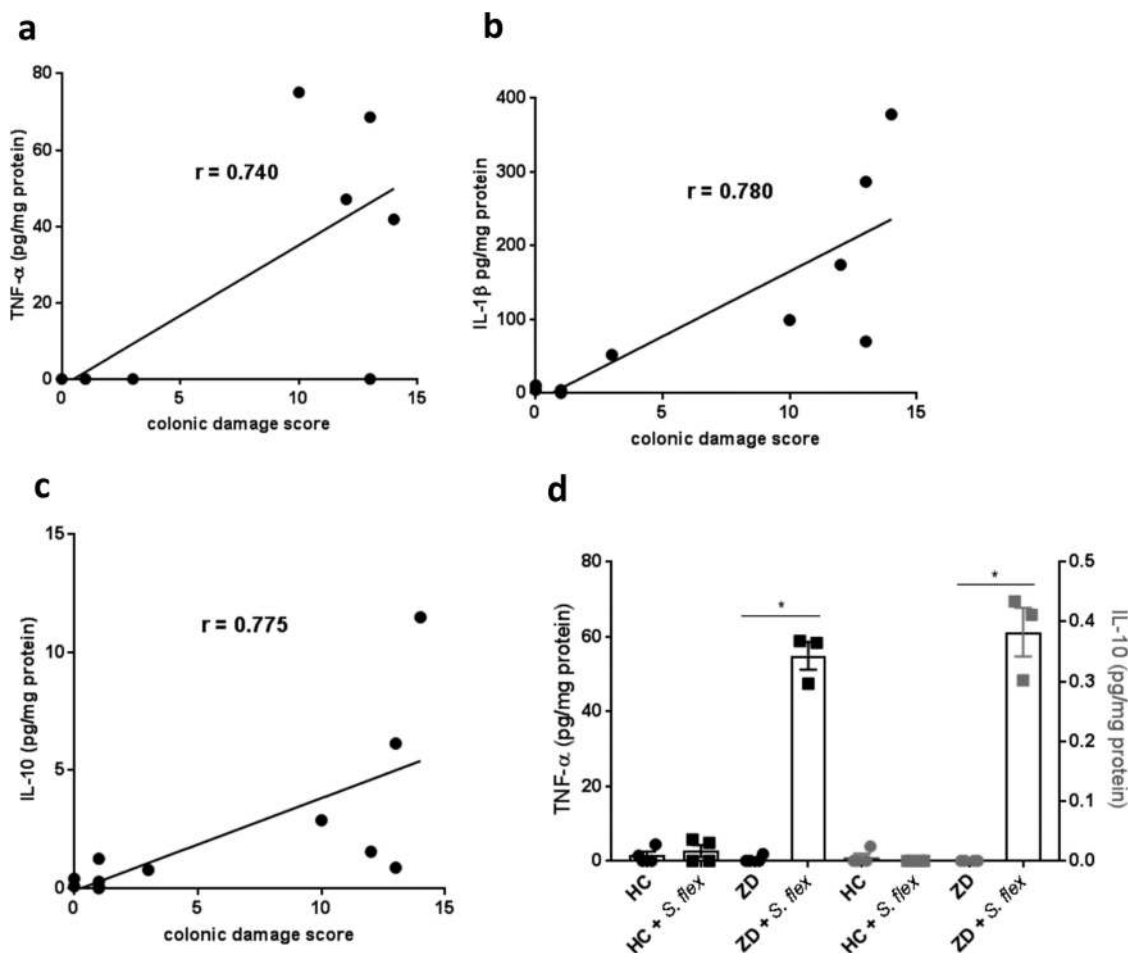 a
80
60
40
20
0
TNF-α (pg/mg protein)
r = 0.740
0 5 10 15
colonic damage score
b
400
300
200
100
0
IL-1β pg/mg protein
r = 0.780
0 5 10 15
colonic damage score
c
15
10
5
0
IL-10 (pg/mg protein)
r = 0.775
0 5 10 15
colonic damage score
d
80
60
40
20
0
TNF-α (pg/mg protein)
*
*
0.5
0.4
0.3
0.2
0.1
0.0
IL-10 (pg/mg protein)
HC
HC + S. flex
ZD
ZD + S. flex
HC
HC + S. flex
ZD
ZD + S. flex